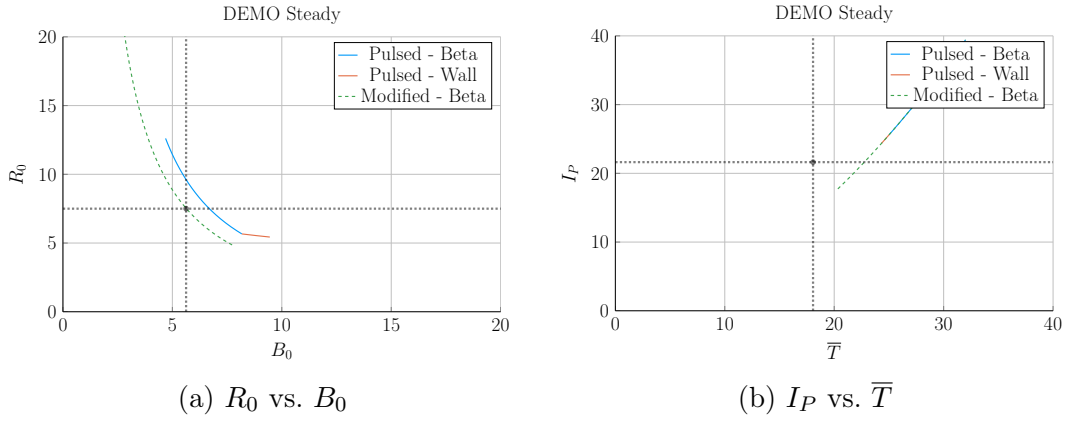 DEMO Steady
20
15
10
5
0
R₀
0
5
10
15
20
B₀
Pulsed - Beta
Pulsed - Wall
Modified - Beta
(a) R₀ vs. B₀
DEMO Steady
40
30
20
10
0
I_P
0
10
20
30
40
T̅
Pulsed - Beta
Pulsed - Wall
Modified - Beta
(b) I_P vs. T̅